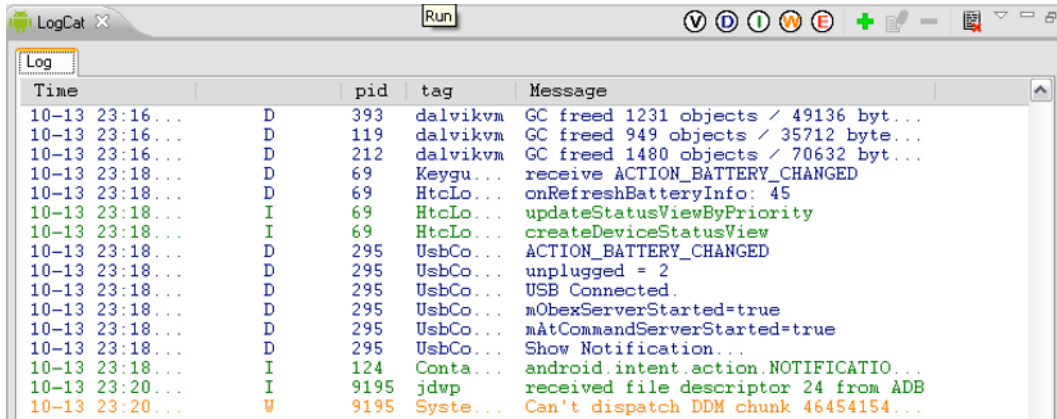 LogCat Run V D I W E
Log
Time pid tag Message
10-13 23:16... D 393 dalvikvm GC freed 1231 objects / 49136 byt...
10-13 23:16... D 119 dalvikvm GC freed 949 objects / 35712 byte...
10-13 23:16... D 212 dalvikvm GC freed 1480 objects / 70632 byt...
10-13 23:18... D 69 Keygu... receive ACTION_BATTERY_CHANGED
10-13 23:18... D 69 HtcLo... onRefreshBatteryInfo: 45
10-13 23:18... I 69 HtcLo... updateStatusViewByPriority
10-13 23:18... I 69 HtcLo... createDeviceStatusView
10-13 23:18... D 295 UsbCo... ACTION_BATTERY_CHANGED
10-13 23:18... D 295 UsbCo... unplugged = 2
10-13 23:18... D 295 UsbCo... USB Connected.
10-13 23:18... D 295 UsbCo... mObexServerStarted=true
10-13 23:18... D 295 UsbCo... mAtCommandServerStarted=true
10-13 23:18... D 295 UsbCo... Show Notification...
10-13 23:18... I 124 Conta... android.intent.action.NOTIFICATIO...
10-13 23:20... I 9195 jdwp received file descriptor 24 from ADB
10-13 23:20... W 9195 Syste... Can't dispatch DDM chunk 46454154...